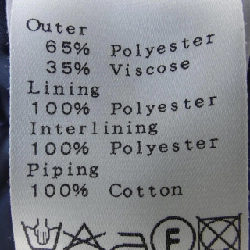 Outer
65% Polyester
35% Viscose
Lining
100% Polyester
Interlining
100% Polyester
Piping
100% Cotton
F